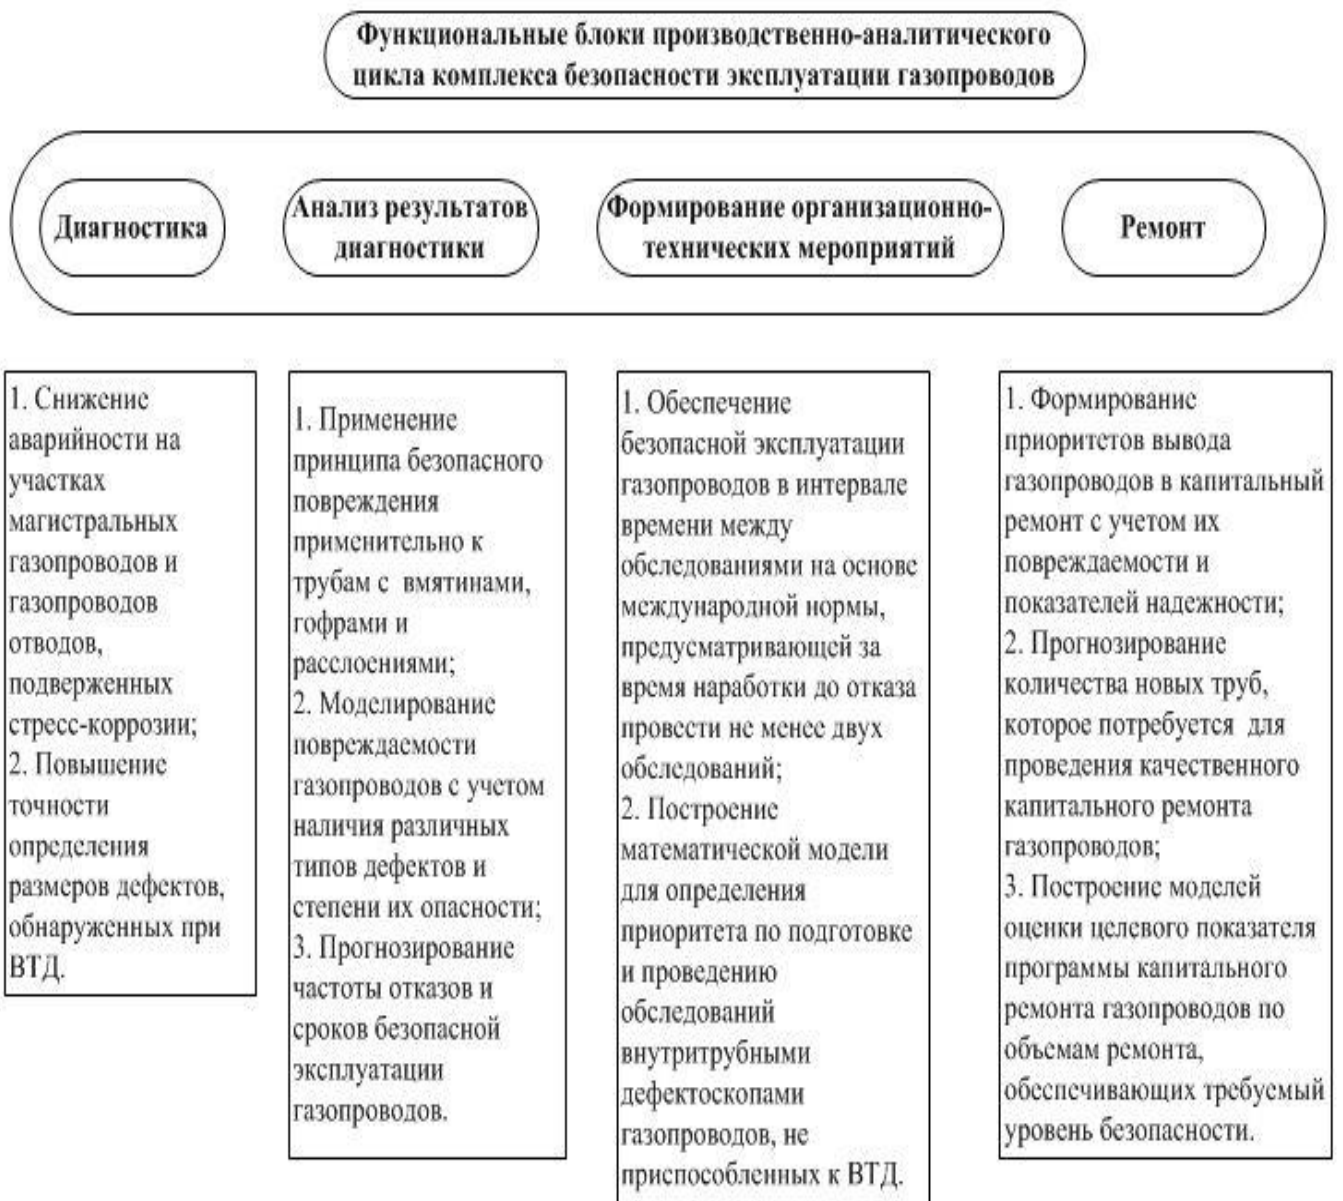 Функциональные блоки производственно-аналитического
цикла комплекса безопасности эксплуатации газопроводов
Диагностика
Анализ результатов
диагностики
Формирование организационно-
технических мероприятий
Ремонт
1. Снижение
аварийности на
участках
магистральных
газопроводов и
газопроводов
отводов,
подверженных
стресс-коррозии;
2. Повышение
точности
определения
размеров дефектов,
обнаруженных при
ВТД.
1. Применение
принципа безопасного
повреждения
применительно к
трубам с вмятинами,
гофрами и
расслоениями;
2. Моделирование
повреждаемости
газопроводов с учетом
наличия различных
типов дефектов и
степени их опасности;
3. Прогнозирование
частоты отказов и
сроков безопасной
эксплуатации
газопроводов.
1. Обеспечение
безопасной эксплуатации
газопроводов в интервале
времени между
обследованиями на основе
международной нормы,
предусматривающей за
время наработки до отказа
провести не менее двух
обследований;
2. Построение
математической модели
для определения
приоритета по подготовке
и проведению
обследований
внутритрубными
дефектоскопами
газопроводов, не
приспособленных к ВТД.
1. Формирование
приоритетов вывода
газопроводов в капитальный
ремонт с учетом их
повреждаемости и
показателей надежности;
2. Прогнозирование
количества новых труб,
которое потребуется для
проведения качественного
капитального ремонта
газопроводов;
3. Построение моделей
оценки целевого показателя
программы капитального
ремонта газопроводов по
объемам ремонта,
обеспечивающих требуемый
уровень безопасности.